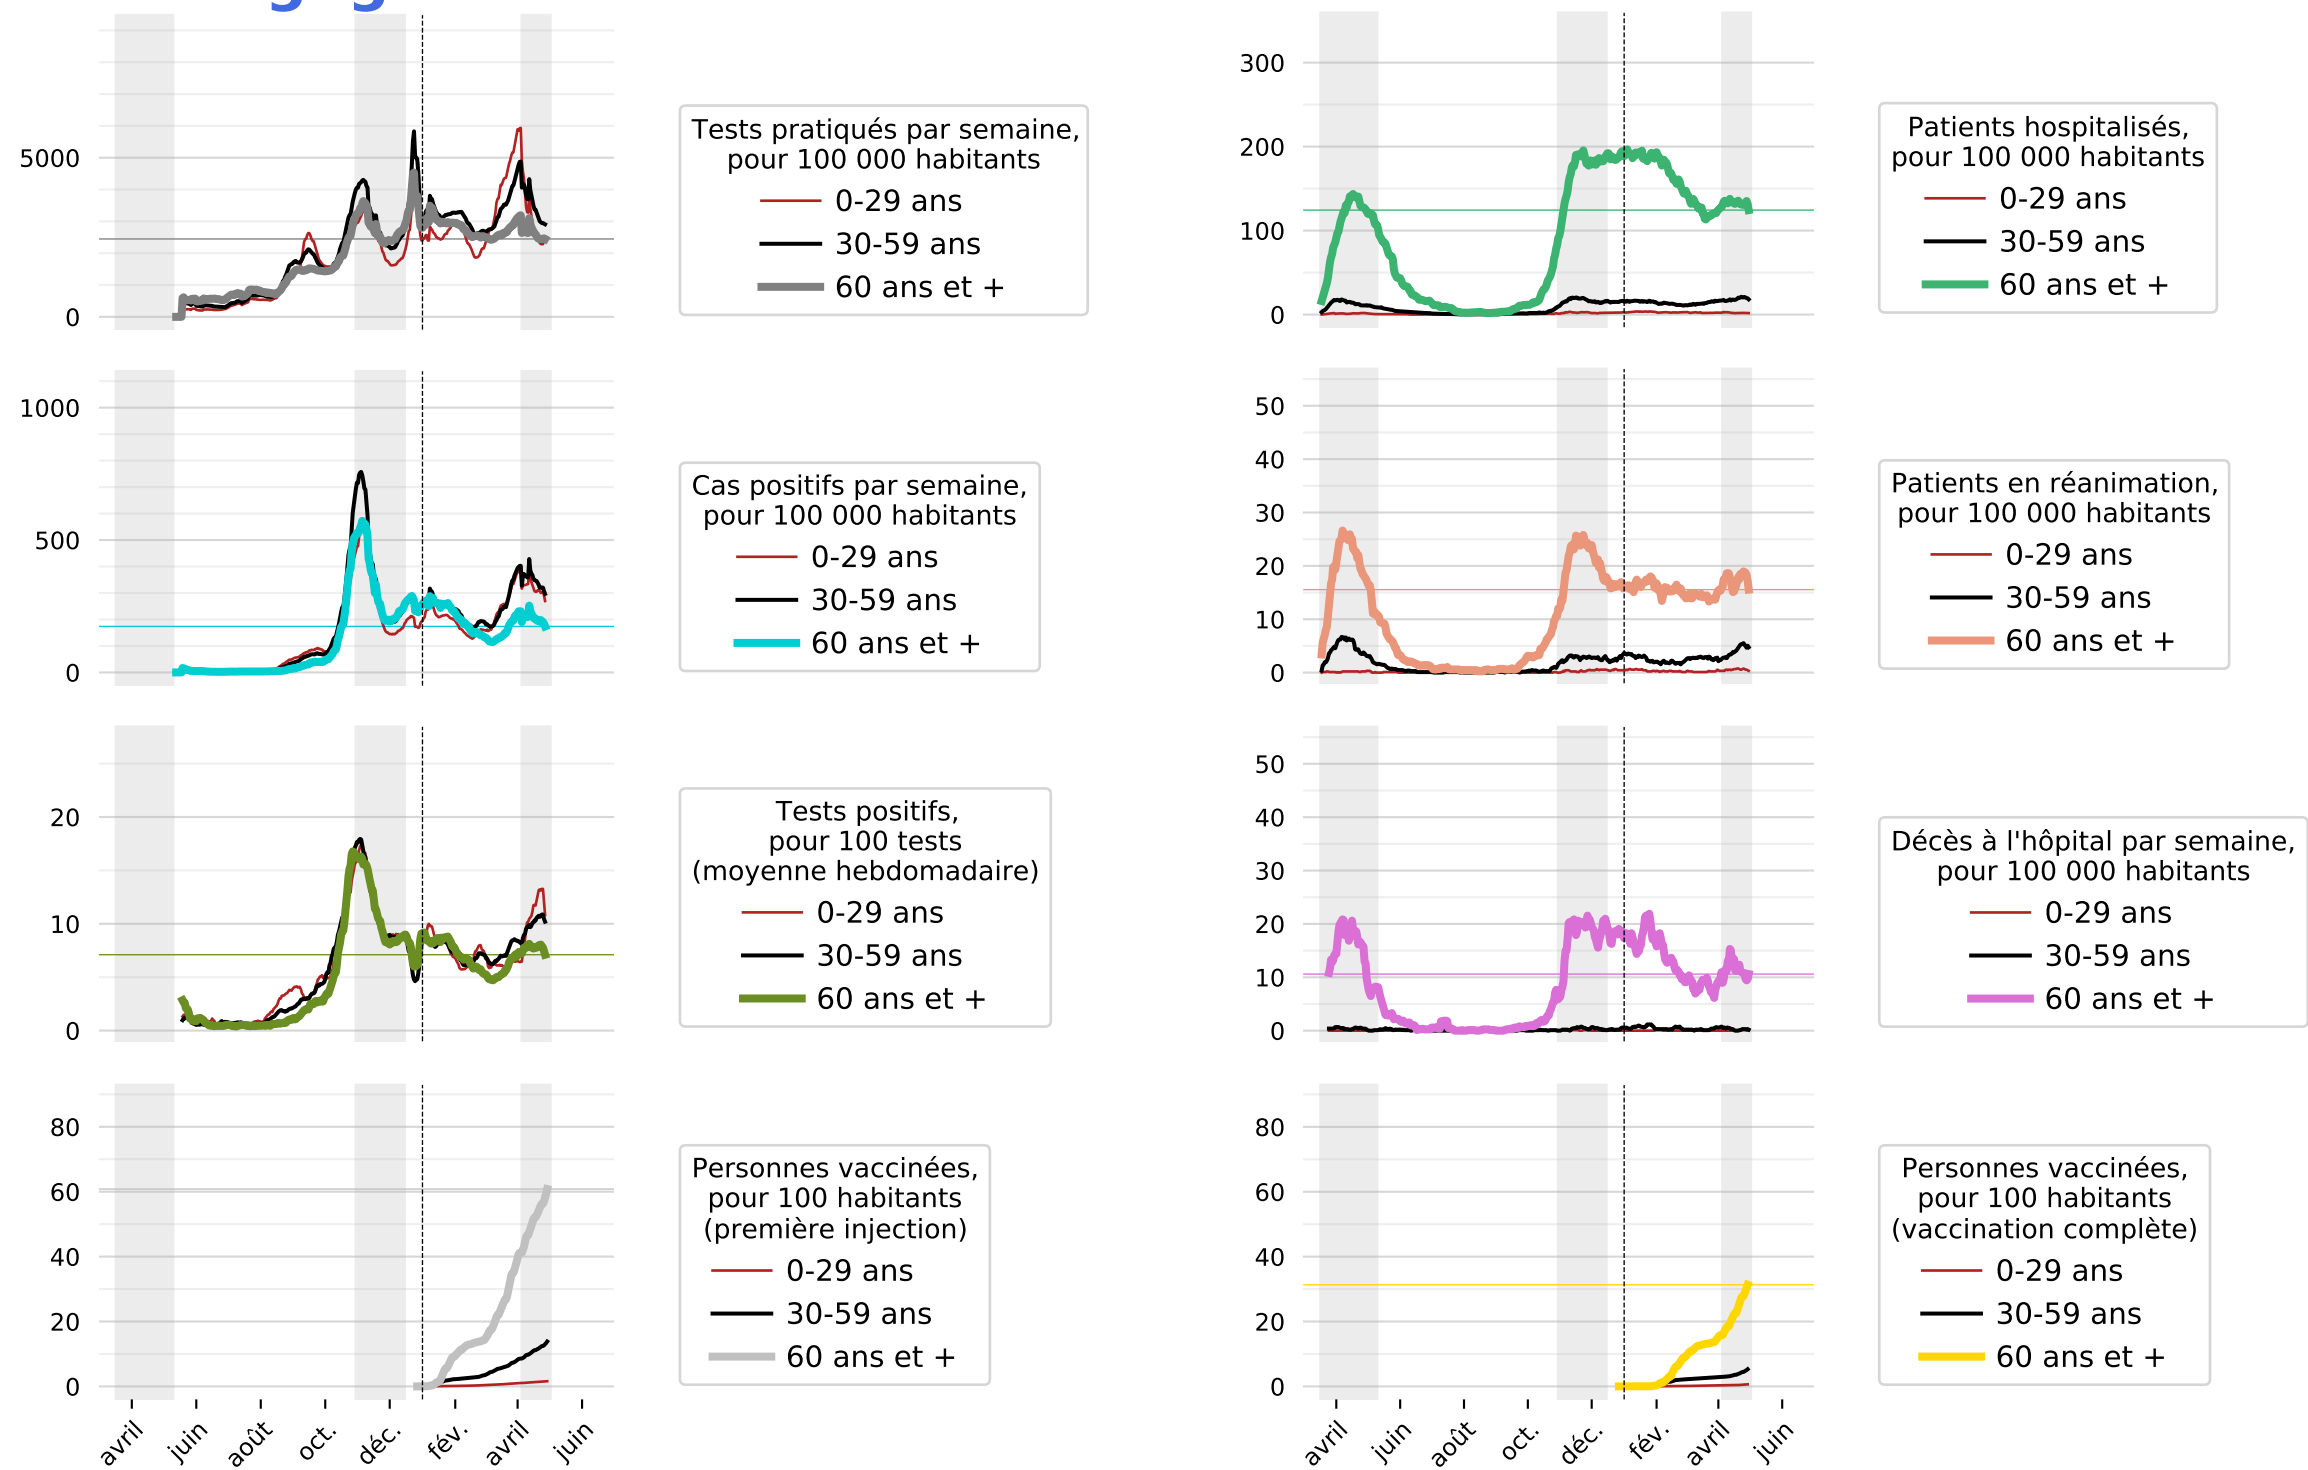 5000
0
Tests pratiqués par semaine,
pour 100 000 habitants
0-29 ans
30-59 ans
60 ans et +
300
200
100
0
Patients hospitalisés,
pour 100 000 habitants
0-29 ans
30-59 ans
60 ans et +
1000
500
0
Cas positifs par semaine,
pour 100 000 habitants
0-29 ans
30-59 ans
60 ans et +
50
40
30
20
10
0
Patients en réanimation,
pour 100 000 habitants
0-29 ans
30-59 ans
60 ans et +
20
10
0
Tests positifs,
pour 100 tests
(moyenne hebdomadaire)
0-29 ans
30-59 ans
60 ans et +
50
40
30
20
10
0
Décès à l'hôpital par semaine,
pour 100 000 habitants
0-29 ans
30-59 ans
60 ans et +
80
60
40
20
0
avril juin août oct. déc. fév. avril juin
Personnes vaccinées,
pour 100 habitants
(première injection)
0-29 ans
30-59 ans
60 ans et +
80
60
40
20
0
avril juin août oct. déc. fév. avril juin
Personnes vaccinées,
pour 100 habitants
(vaccination complète)
0-29 ans
30-59 ans
60 ans et +